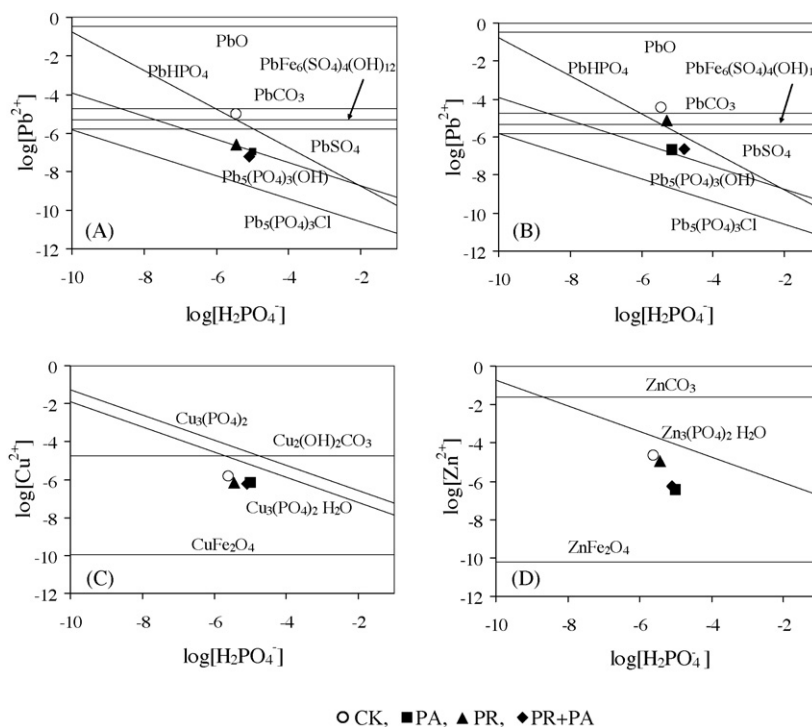 0
-2
-4
-6
-8
-10
-12
log[Pb²⁺]
PbO
PbHPO₄
PbFe₆(SO₄)₄(OH)₁₂
PbCO₃
PbSO₄
Pb₅(PO₄)₃(OH)
Pb₅(PO₄)₃Cl
(A)
-10 -8 -6 -4 -2
log[H₂PO₄⁻]
0
-2
-4
-6
-8
-10
-12
log[Pb²⁺]
PbO
PbHPO₄
PbFe₆(SO₄)₄(OH)₁
PbCO₃
PbSO₄
Pb₅(PO₄)₃(OH)
Pb₅(PO₄)₃Cl
(B)
-10 -8 -6 -4 -2
log[H₂PO₄⁻]
0
-2
-4
-6
-8
-10
-12
log[Cu²⁺]
Cu₃(PO₄)₂
Cu₂(OH)₂CO₃
Cu₃(PO₄)₂ H₂O
CuFe₂O₄
(C)
-10 -8 -6 -4 -2
log[H₂PO₄⁻]
0
-2
-4
-6
-8
-10
-12
log[Zn²⁺]
ZnCO₃
Zn₃(PO₄)₂ H₂O
ZnFe₂O₄
(D)
-10 -8 -6 -4 -2
log[H₂PO₄⁻]
○ CK, ■ PA, ▲ PR, ◆ PR+PA